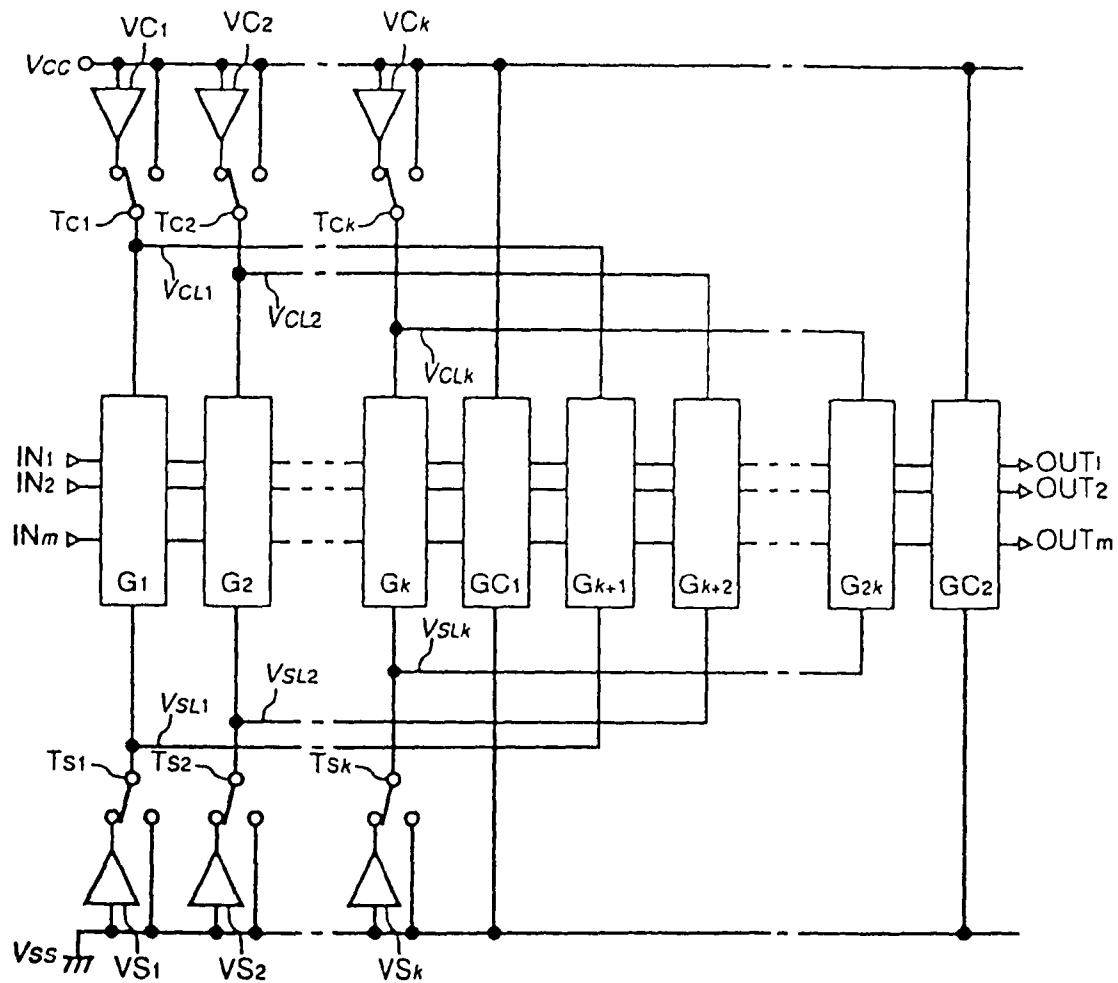 VC1 VC2 VCk
VCC
TC1 TC2 TCk
VCL1
VCL2
VCLk
IN1 OUT1
IN2 OUT2
INm OUTm
G1 G2 Gk GC1 Gk+1 Gk+2 G2k GC2
VSLk
VSL2
VSL1
TS1 TS2 TSk
VSS
VS1 VS2 VSk